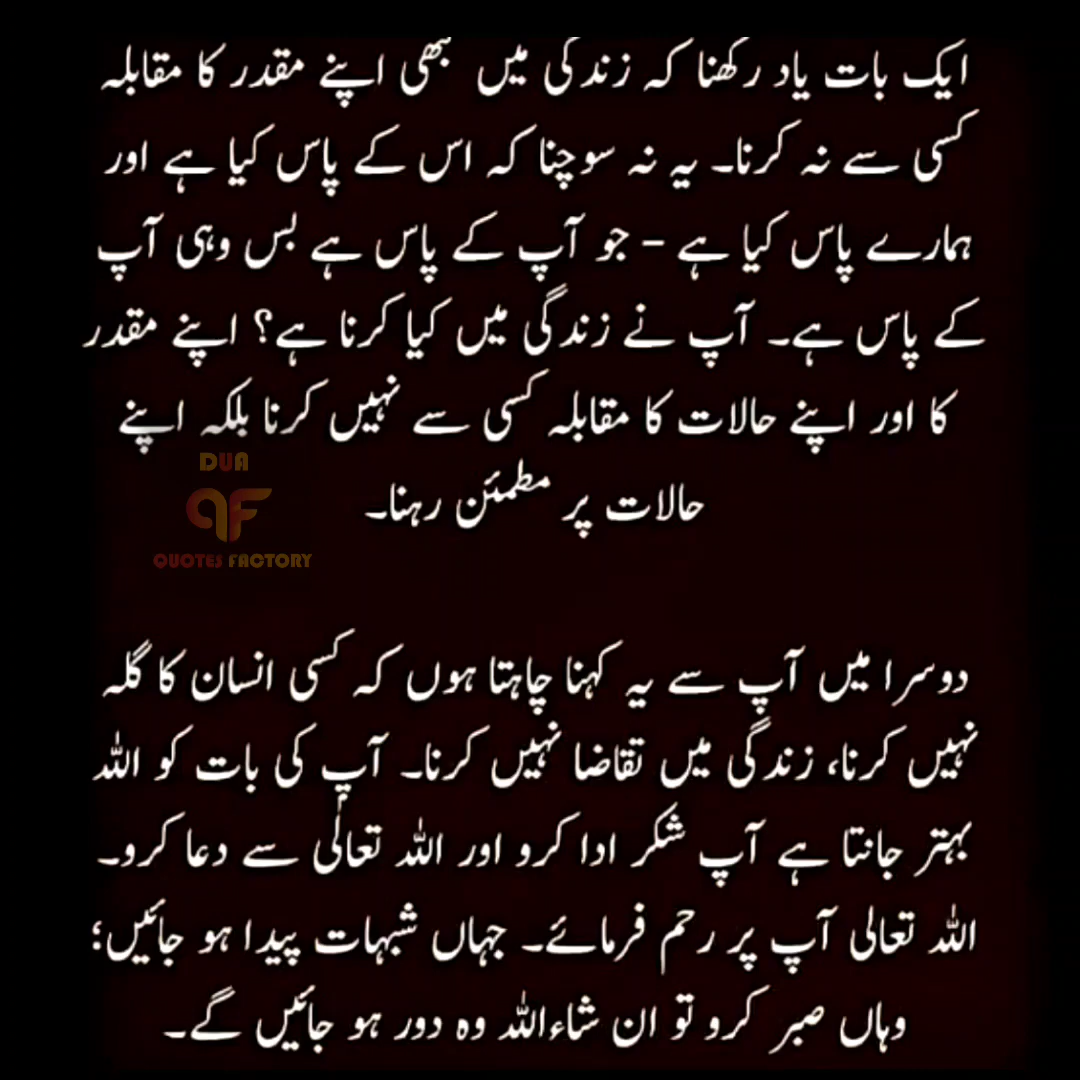 ایک بات یاد رکھنا کہ زندگی میں کبھی اپنے مقدر کا مقابلہ
کسی سے نہ کرنا۔ یہ نہ سوچنا کہ اس کے پاس کیا ہے اور
ہمارے پاس کیا ہے – جو آپ کے پاس ہے بس وہی آپ
کے پاس ہے۔ آپ نے زندگی میں کیا کرنا ہے؟ اپنے مقدر
کا اور اپنے حالات کا مقابلہ کسی سے نہیں کرنا بلکہ اپنے
حالات پر مطمئن رہنا۔
DUA
QF
QUOTES FACTORY
دوسرا میں آپ سے یہ کہنا چاہتا ہوں کہ کسی انسان کا گلہ
نہیں کرنا، زندگی میں تقاضا نہیں کرنا۔ آپ کی بات کو اللہ
بہتر جانتا ہے آپ شکر ادا کرو اور اللہ تعالٰی سے دعا کرو۔
اللہ تعالی آپ پر رحم فرمائے۔ جہاں شبہات پیدا ہو جائیں؛
وہاں صبر کرو تو ان شاءاللہ وہ دور ہو جائیں گے۔